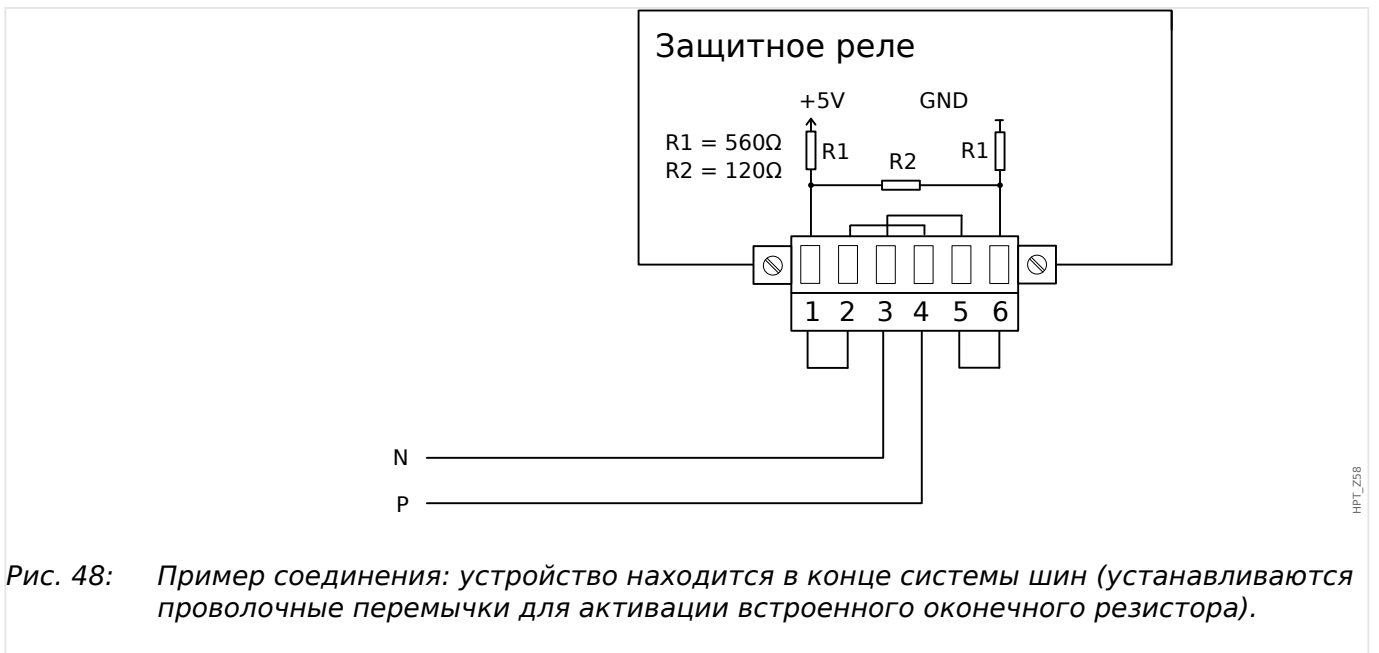 Защитное реле
+5V GND
R1 = 560Ω
R2 = 120Ω
R1 R2 R1
1 2 3 4 5 6
N
P
HPT_Z58
Рис. 48: Пример соединения: устройство находится в конце системы шин (устанавливаются
проволочные перемычки для активации встроенного оконечного резистора).